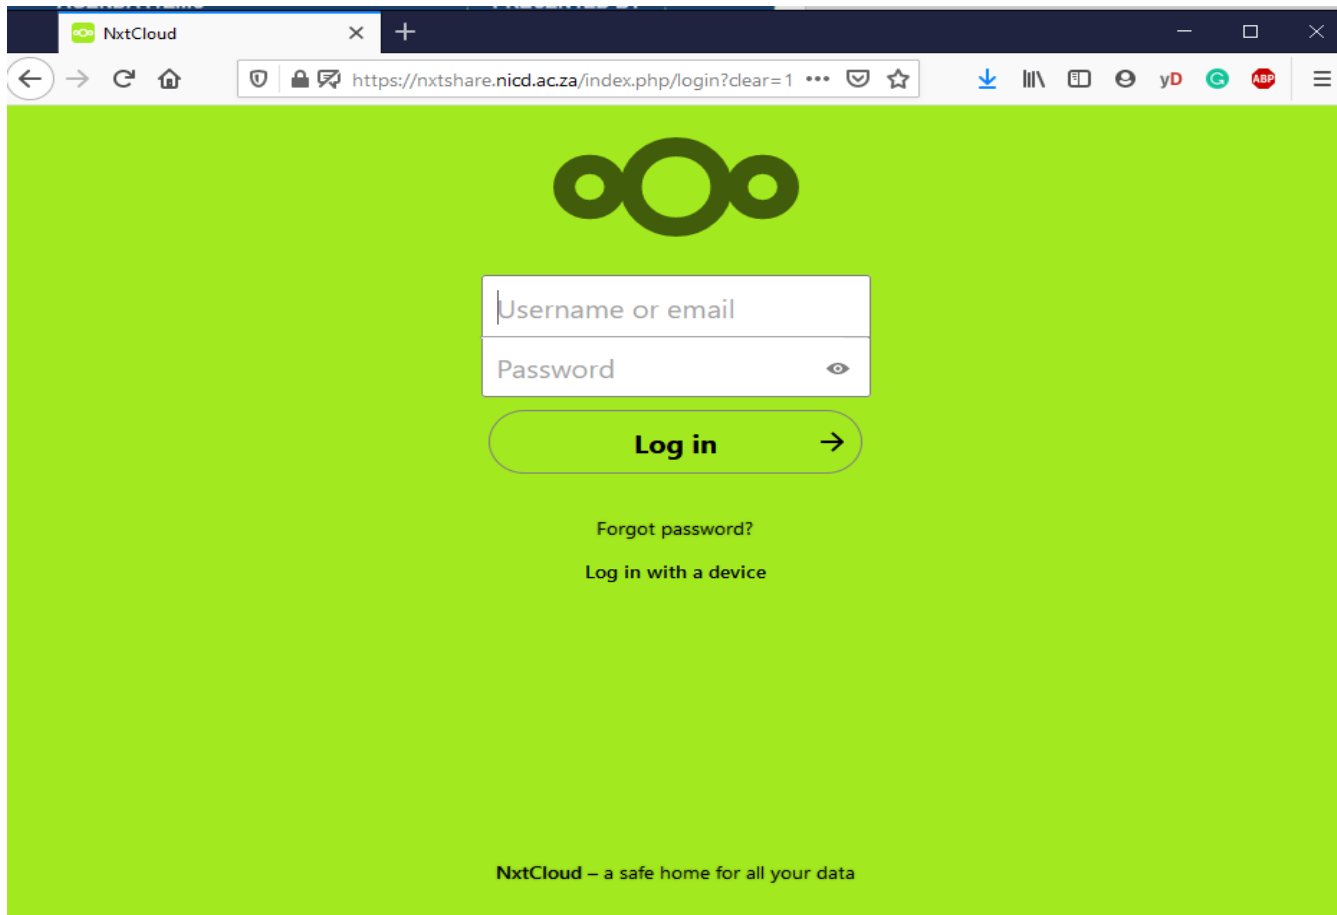 NxtCloud
https://nxtshare.nicd.ac.za/index.php/login?clear=1
yD
G
ABP
Username or email
Password
Log in
Forgot password?
Log in with a device
NxtCloud – a safe home for all your data